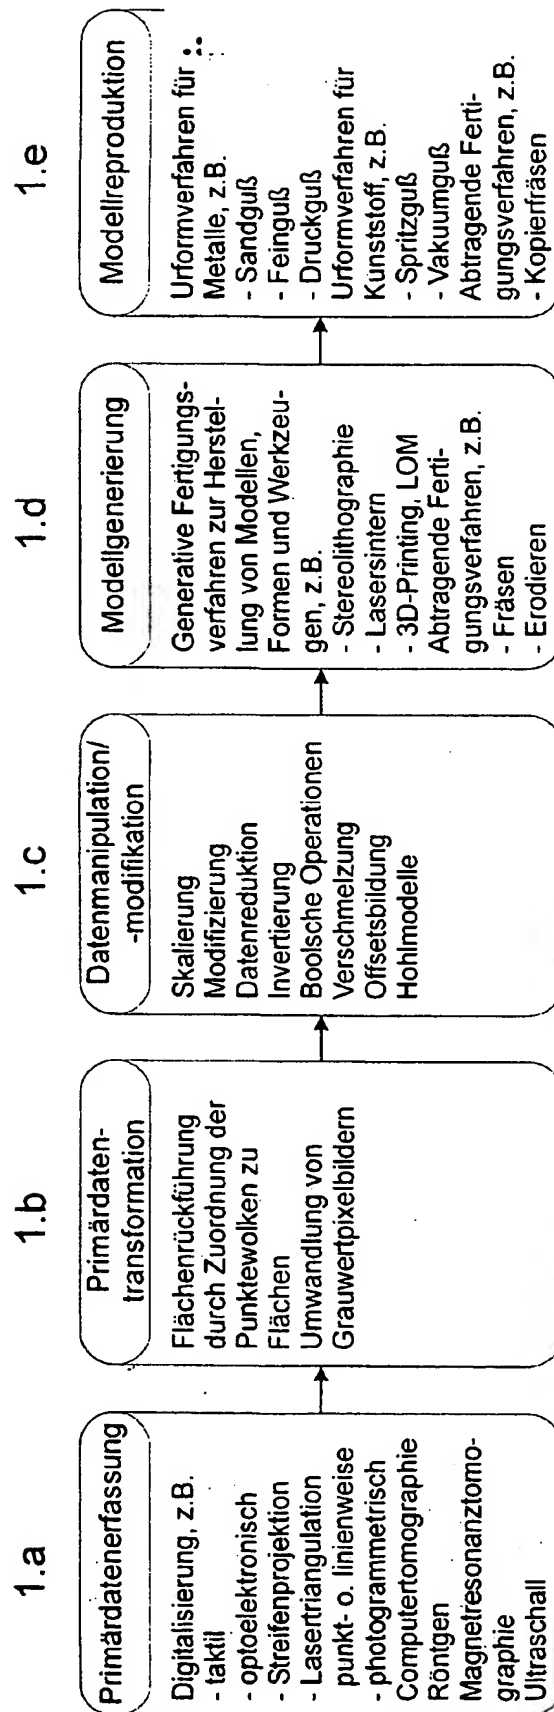 1.a
Primärdatenerfassung
Digitalisierung, z.B.
- taktil
- optoelektronisch
- Streifenprojektion
- Lasertriangulation
punkt- o. linienweise
- photogrammetrisch
Computertomographie
Röntgen
Magnetresonanztomo-
graphie
Ultraschall
1.b
Primärdaten-
transformation
Flächenrückführung
durch Zuordnung der
Punktewolken zu
Flächen
Umwandlung von
Grauwertpixelbildern
1.c
Datenmanipulation/
-modifikation
Skalierung
Modifizierung
Datenreduktion
Invertierung
Boolsche Operationen
Verschmelzung
Offsetsbildung
Hohlmodelle
1.d
Modellgenerierung
Generative Fertigungs-
verfahren zur Herstel-
lung von Modellen,
Formen und Werkzeu-
gen, z.B.
- Stereolithographie
- Lasersintern
- 3D-Printing, LOM
Abtragende Ferti-
gungsverfahren, z.B.
- Fräsen
- Erodieren
1.e
Modellreproduktion
Urformverfahren für
Metalle, z.B.
- Sandguß
- Feinguß
- Druckguß
Urformverfahren für
Kunststoff, z.B.
- Spritzguß
- Vakuumguß
Abtragende Ferti-
gungsverfahren, z.B.
- Kopierfräsen